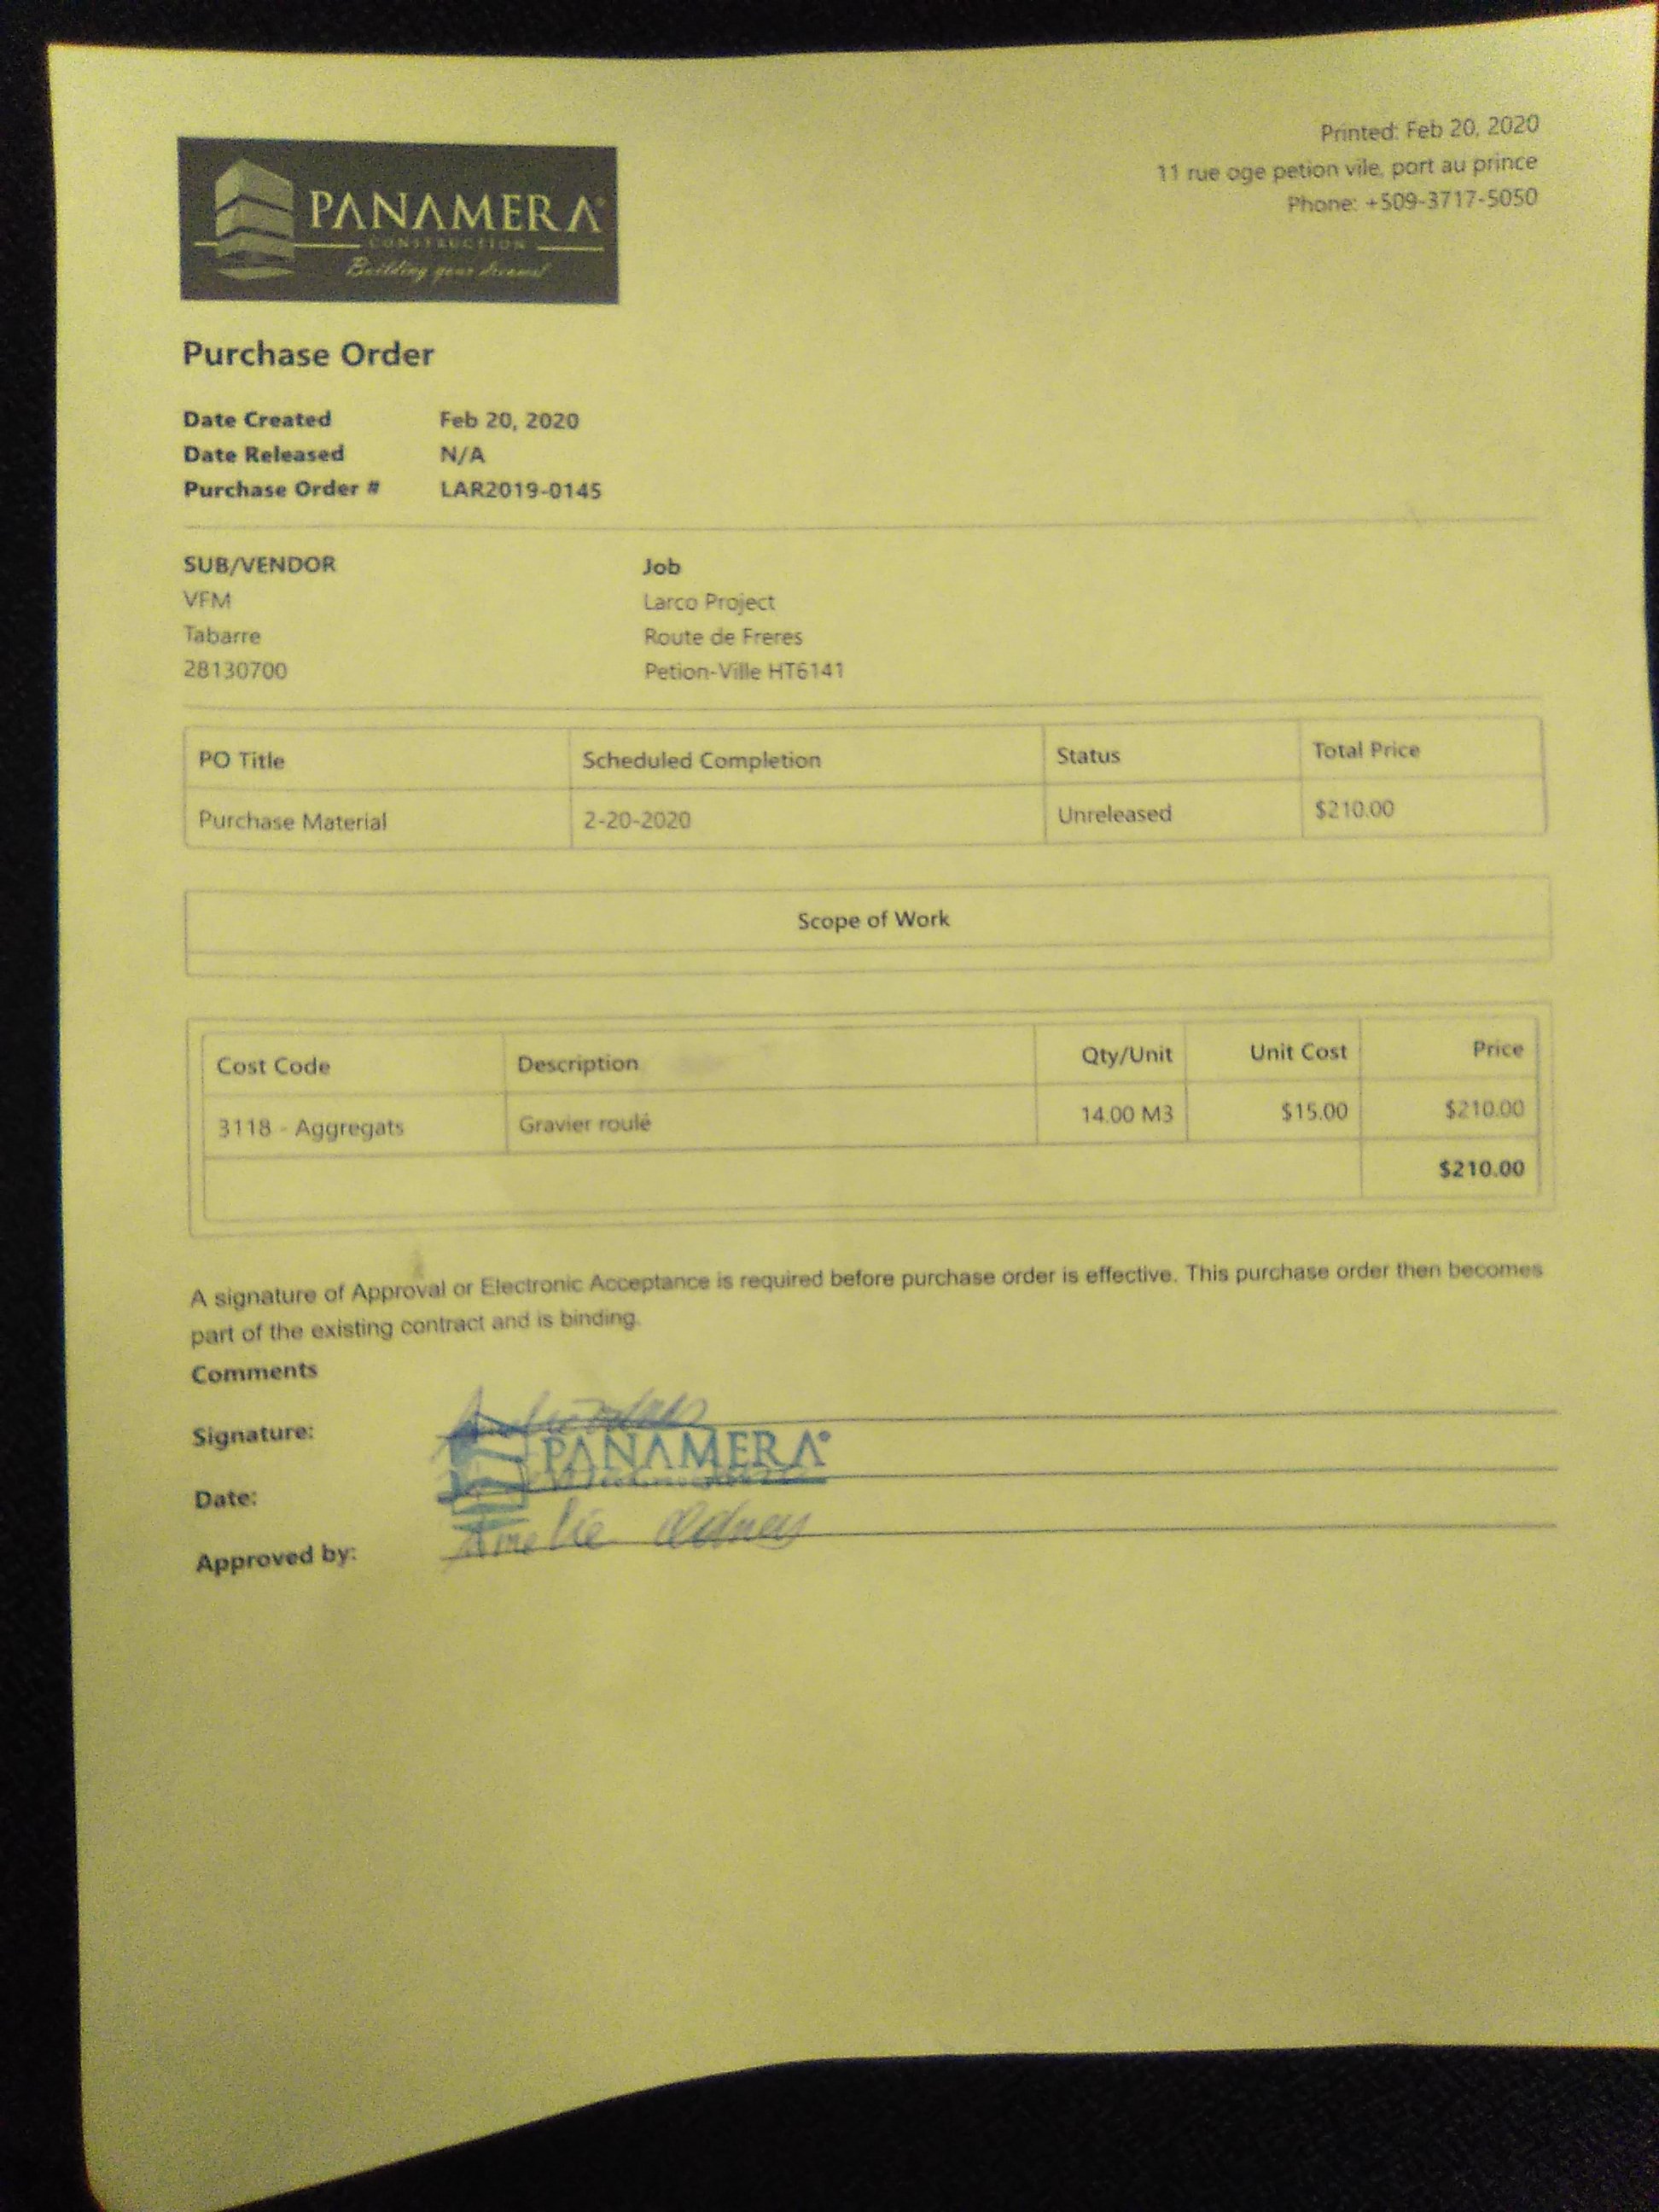 Printed: Feb 20, 2020
11 rue oge petion vile, port au prince
Phone: +509-3717-5050
PANAMERA
CONSTRUCTION
Building your dreams!
Purchase Order
Date Created Feb 20, 2020
Date Released N/A
Purchase Order # LAR2019-0145
SUB/VENDOR Job
VFM Larco Project
Tabarre Route de Freres
28130700 Petion-Ville HT6141
PO Title Scheduled Completion Status Total Price
Purchase Material 2-20-2020 Unreleased $210.00
Scope of Work
Cost Code Description Qty/Unit Unit Cost Price
3118 - Aggregats Gravier roulé 14.00 M3 $15.00 $210.00
$210.00
A signature of Approval or Electronic Acceptance is required before purchase order is effective. This purchase order then becomes
part of the existing contract and is binding.
Comments
Signature:
PANAMERA
Date:
Approved by: Amelie